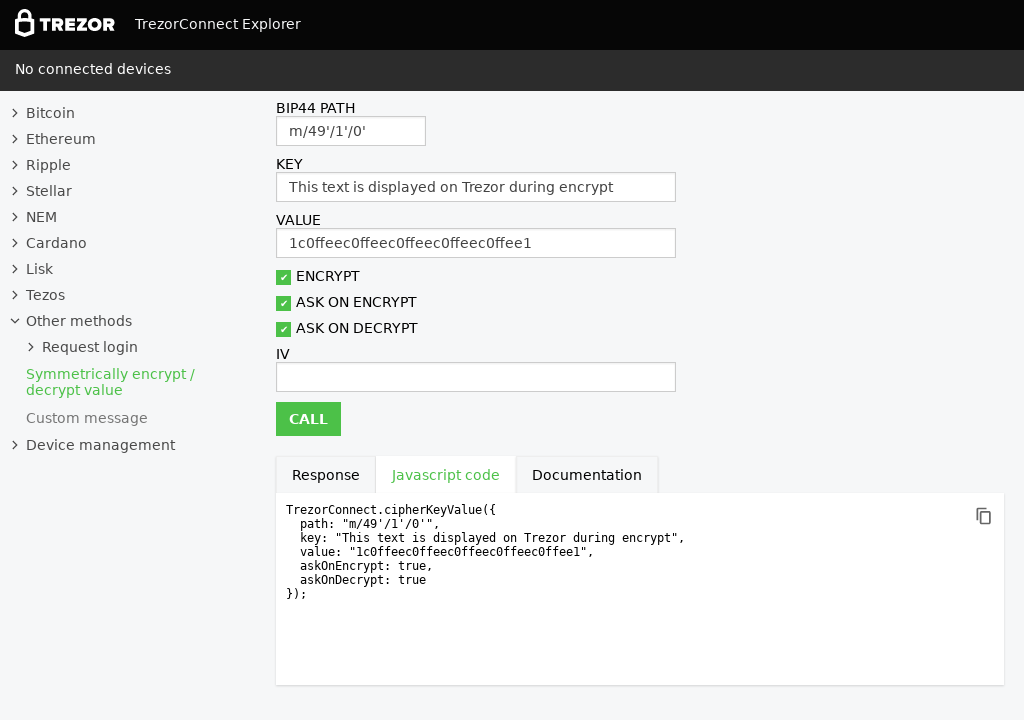 TREZOR TrezorConnect Explorer
No connected devices
Bitcoin
Ethereum
Ripple
Stellar
NEM
Cardano
Lisk
Tezos
Other methods
Request login
Symmetrically encrypt /
decrypt value
Custom message
Device management
BIP44 PATH
m/49'/1'/0'
KEY
This text is displayed on Trezor during encrypt
VALUE
1c0ffeec0ffeec0ffeec0ffeec0ffee1
ENCRYPT
ASK ON ENCRYPT
ASK ON DECRYPT
IV
CALL
Response Javascript code Documentation
TrezorConnect.cipherKeyValue({
path: "m/49'/1'/0'",
key: "This text is displayed on Trezor during encrypt",
value: "1c0ffeec0ffeec0ffeec0ffeec0ffee1",
askOnEncrypt: true,
askOnDecrypt: true
});